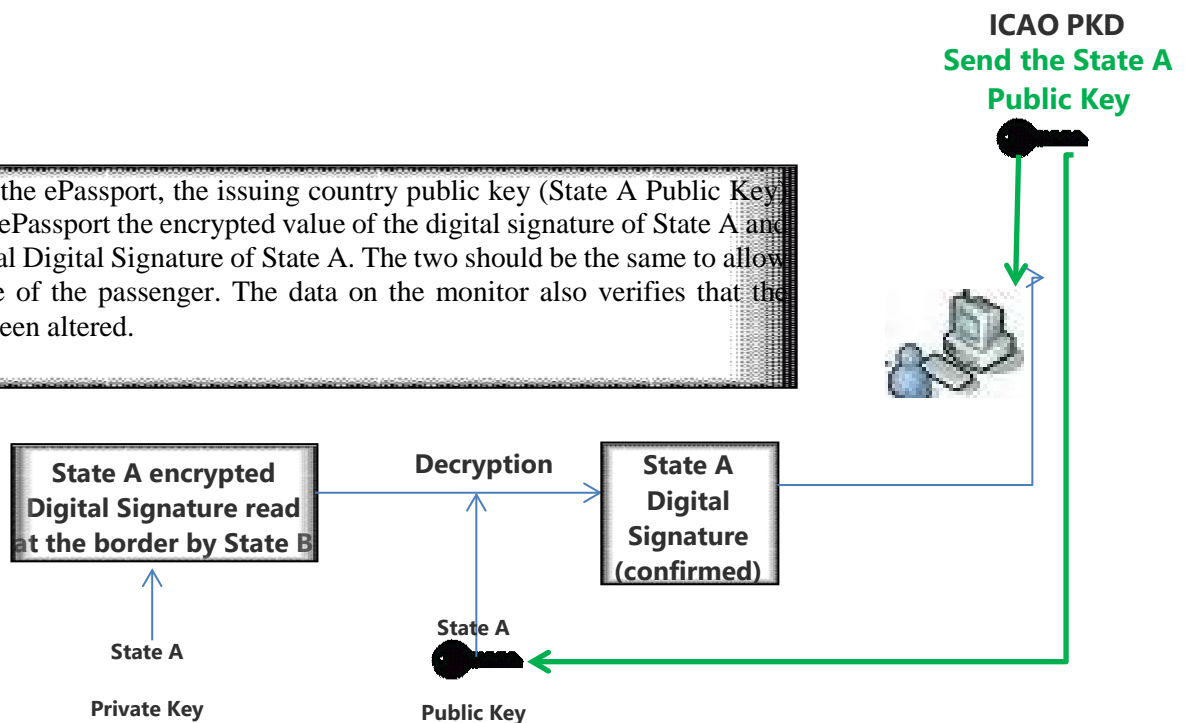 ICAO PKD
Send the State A
Public Key
the ePassport, the issuing country public key (State A Public Key)
ePassport the encrypted value of the digital signature of State A and
al Digital Signature of State A. The two should be the same to allow
e of the passenger. The data on the monitor also verifies that the
een altered.
State A encrypted
Digital Signature read
at the border by State B
Decryption
State A
Digital
Signature
(confirmed)
State A
Private Key
State A
Public Key